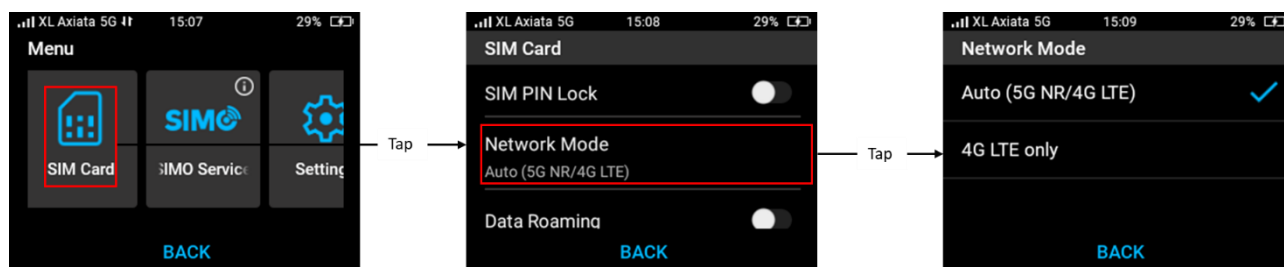 XL Axiata 5G 15:07 29%
Menu
SIMO
SIM Card SIMO Service Setting
BACK
Tap
XL Axiata 5G 15:08 29%
SIM Card
SIM PIN Lock
Network Mode
Auto (5G NR/4G LTE)
Data Roaming
BACK
Tap
XL Axiata 5G 15:09 29%
Network Mode
Auto (5G NR/4G LTE)
4G LTE only
BACK